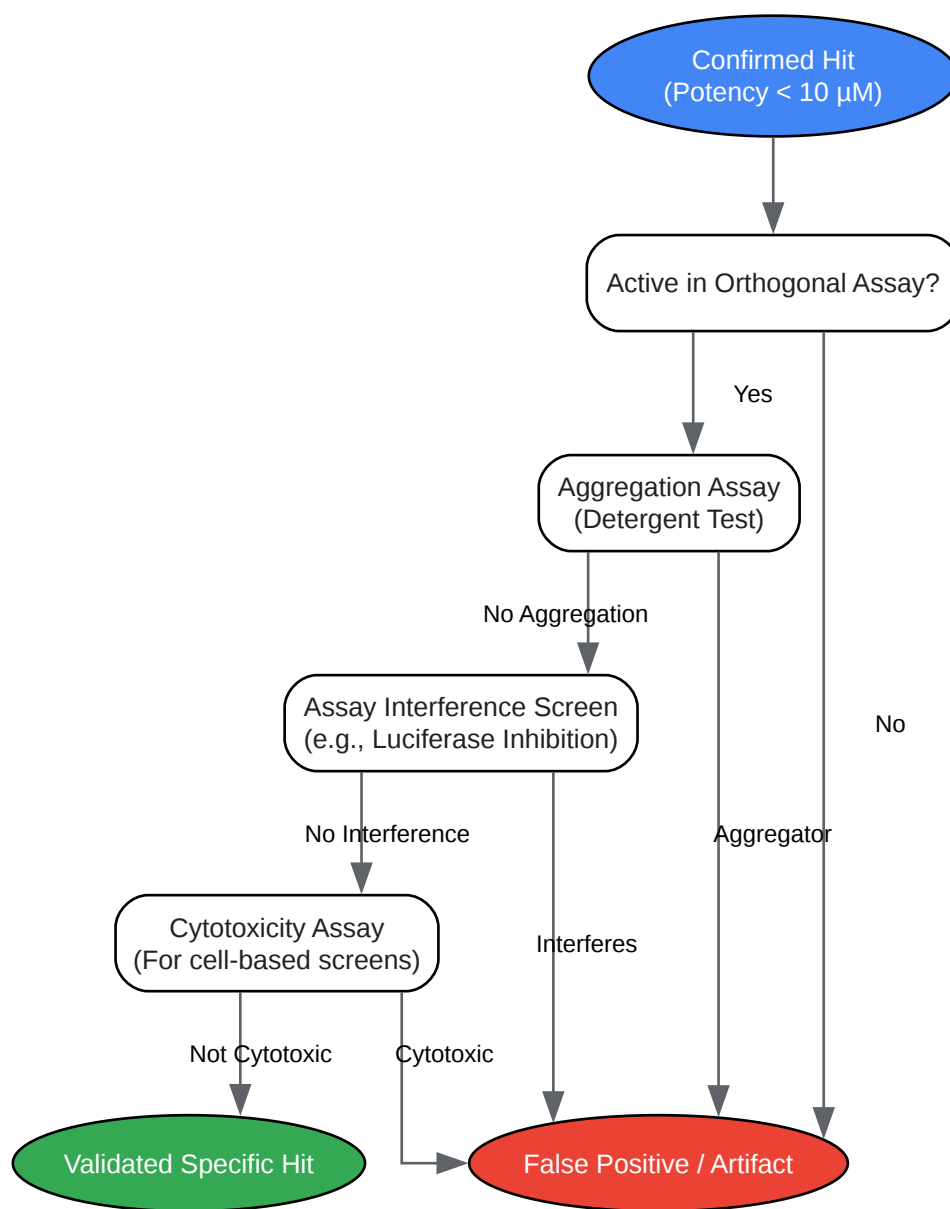 Confirmed Hit
(Potency < 10 µM)
Active in Orthogonal Assay?
Yes
Aggregation Assay
(Detergent Test)
No Aggregation
Assay Interference Screen
(e.g., Luciferase Inhibition)
No
No Interference
Aggregator
Cytotoxicity Assay
(For cell-based screens)
Interferes
Not Cytotoxic
Cytotoxic
Validated Specific Hit
False Positive / Artifact